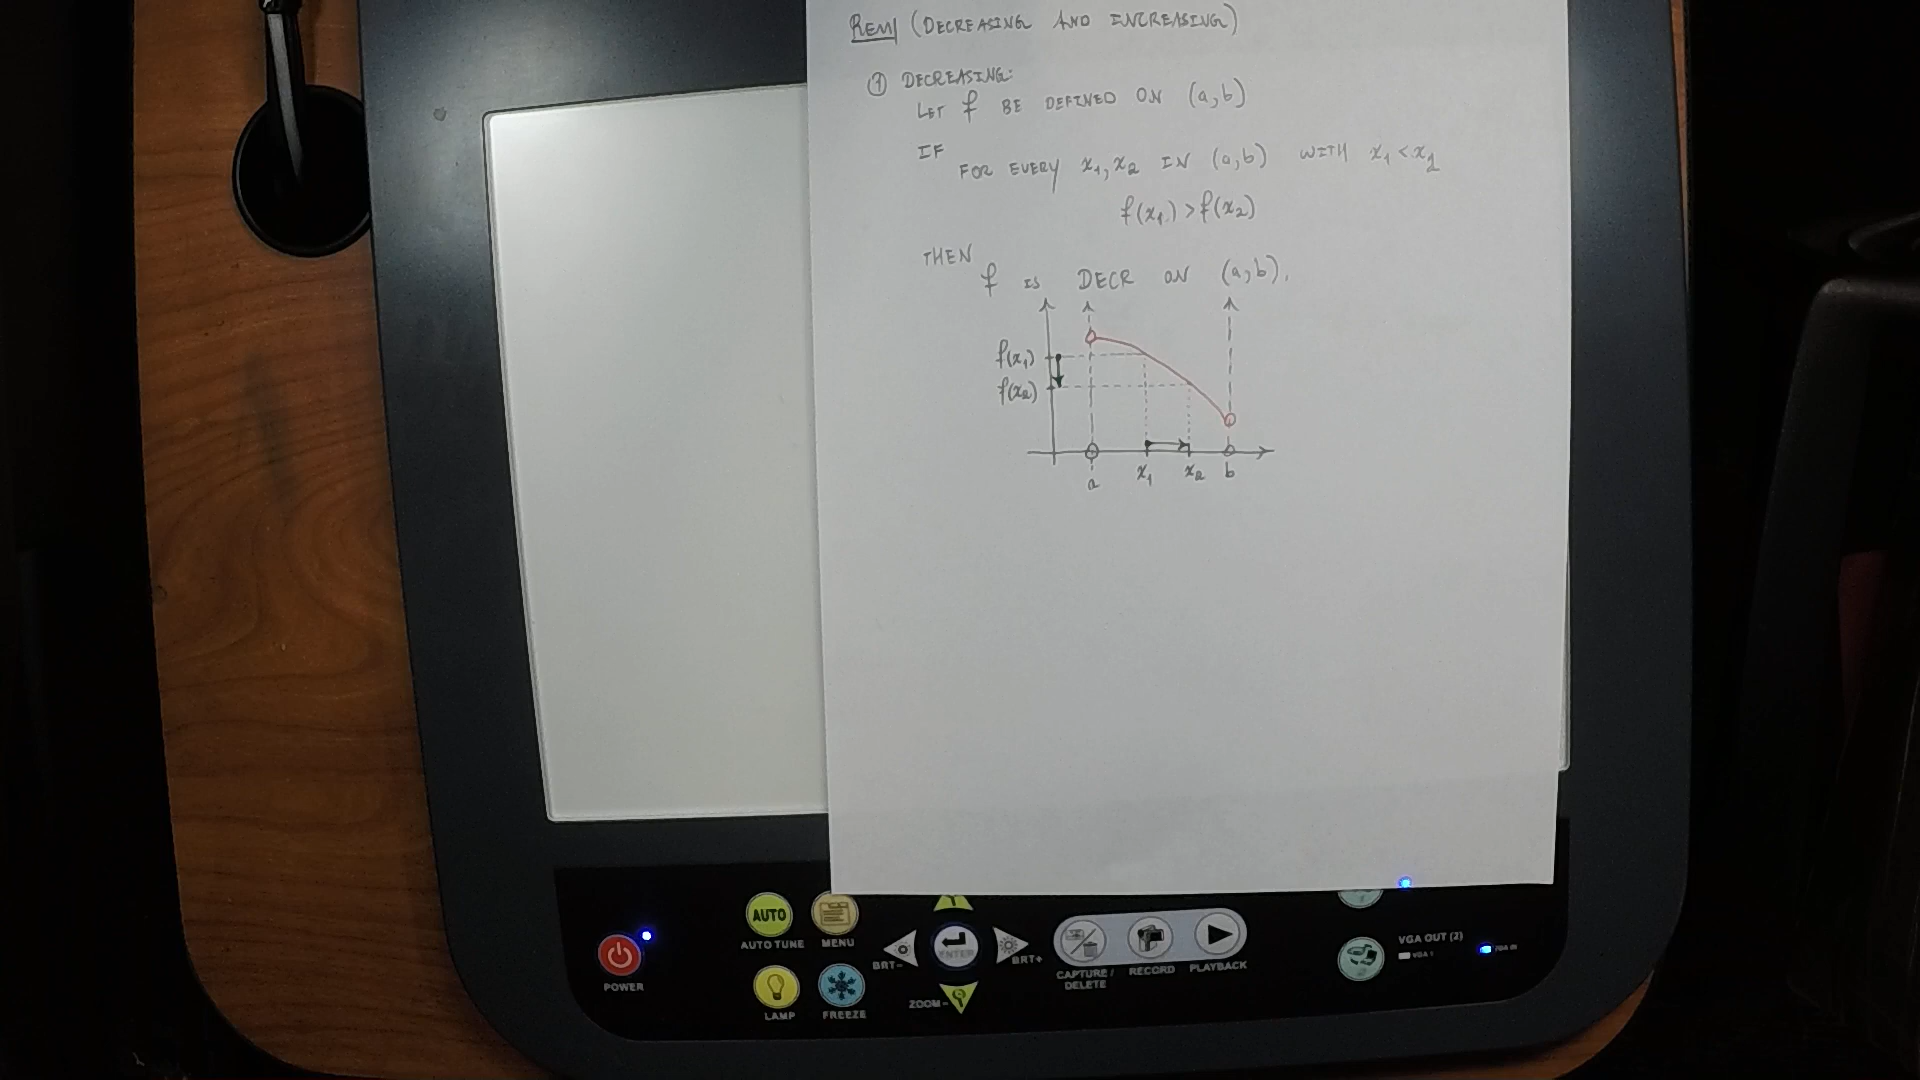 REM (DECREASING AND INCREASING)
① DECREASING:
LET f BE DEFINED ON (a,b)
IF
FOR EVERY x₁, x₂ IN (a,b) WITH x₁ < x₂
f(x₁) > f(x₂)
THEN
f IS DECR ON (a,b).
f(x₁)
f(x₂)
a x₁ x₂ b
AUTO
AUTO TUNE
MENU
POWER
LAMP
FREEZE
BRT-
ENTER
BRT+
ZOOM-
CAPTURE /
DELETE
RECORD
PLAYBACK
VGA OUT (2)
VGA 1